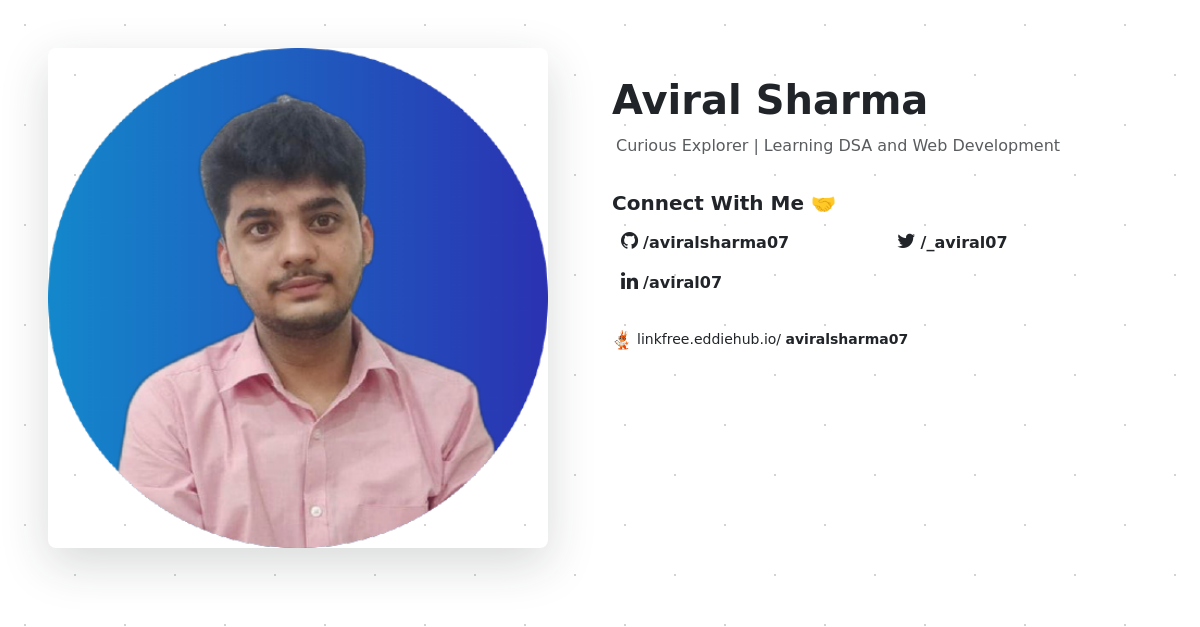 Aviral Sharma
Curious Explorer | Learning DSA and Web Development
Connect With Me 🤝
/aviralsharma07
/_aviral07
/aviral07
linkfree.eddiehub.io/ aviralsharma07